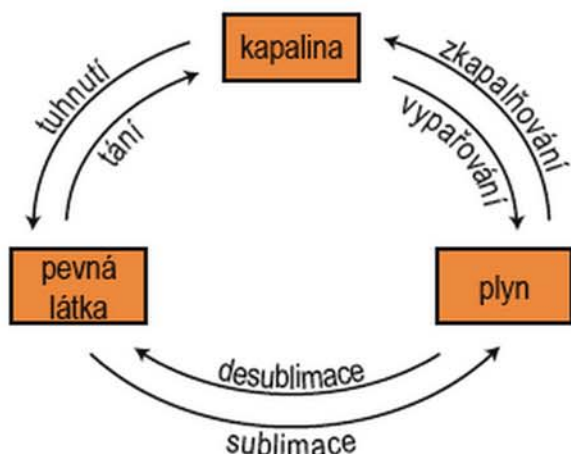 kapalina
tuhnutí
tání
zkapalňování
vypařování
pevná
látka
plyn
desublimace
sublimace